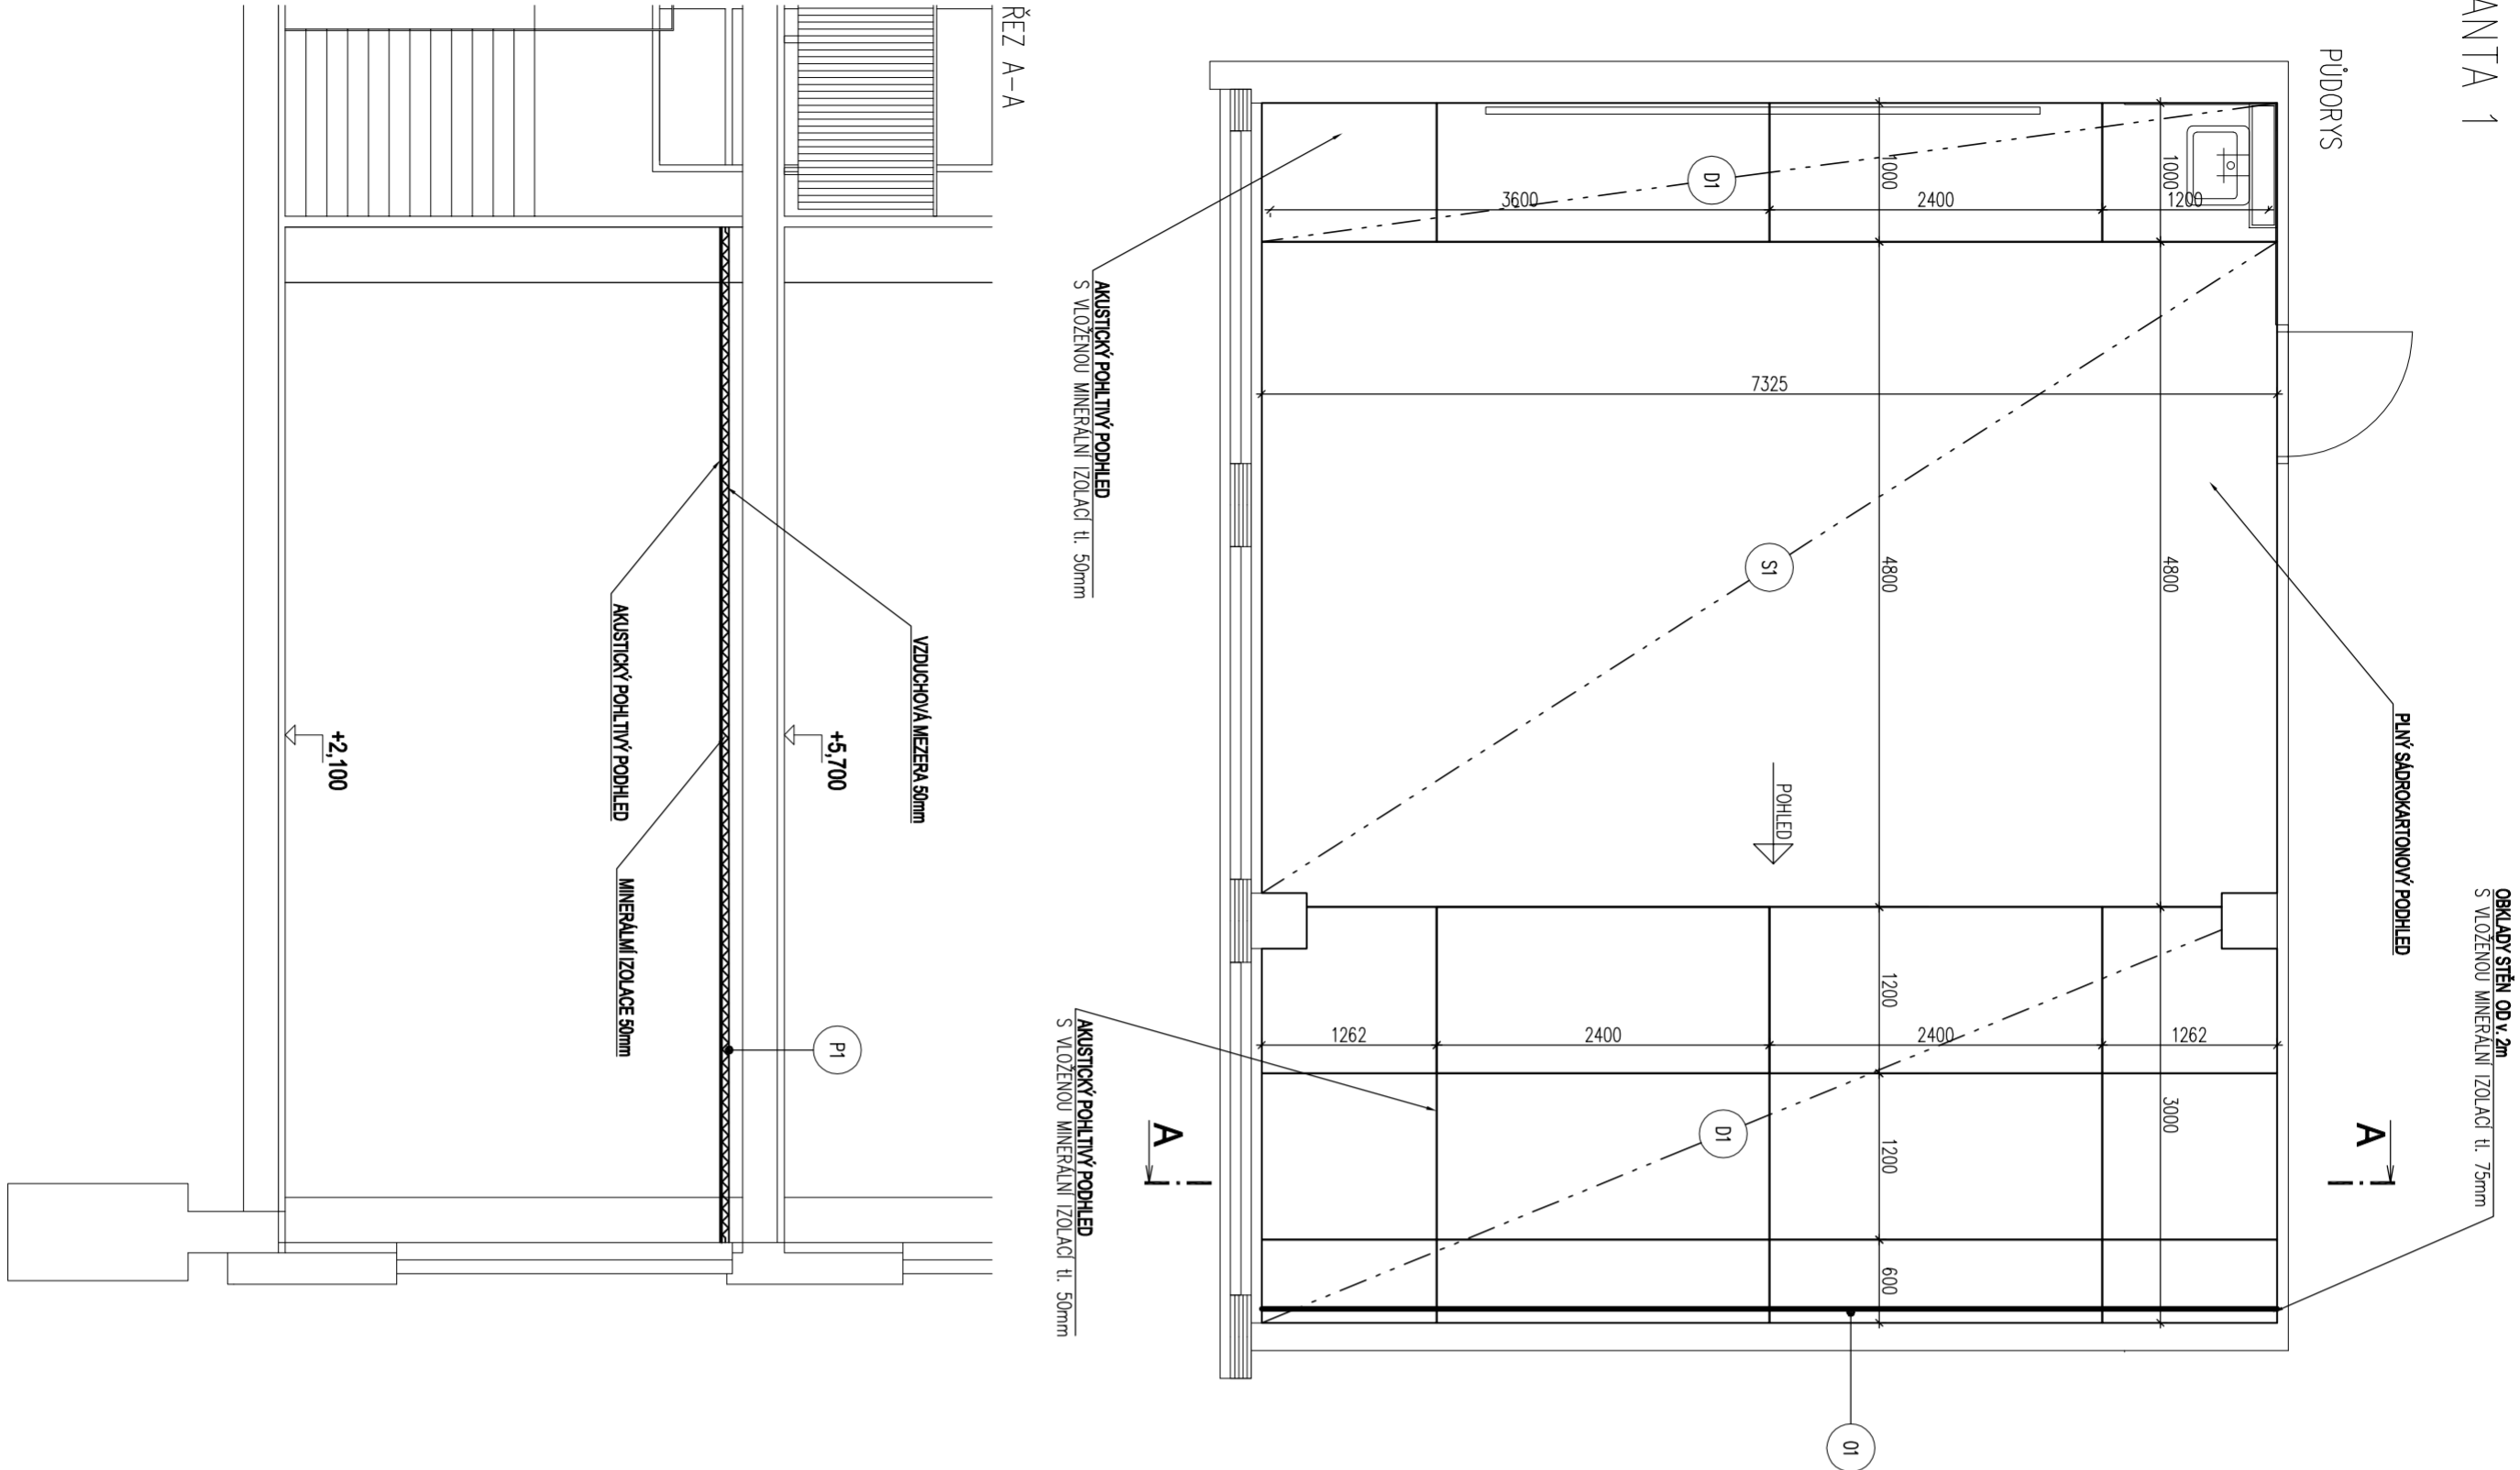 ANTA 1
PŮDORYS
OBKLADY STĚN OD v. 2m
S VLOŽENOU MINERÁLNÍ IZOLACÍ tl. 75mm
PLNÝ SÁDROKARTONOVÝ PODHLED
A
1000
4800
3000
1200
2400
3600
1000
4800
1200
1200
600
D1
7325
S1
POHLED
1262
2400
2400
1262
D1
01
A
AKUSTICKÝ POHLTIVÝ PODHLED
S VLOŽENOU MINERÁLNÍ IZOLACÍ tl. 50mm
AKUSTICKÝ POHLTIVÝ PODHLED
S VLOŽENOU MINERÁLNÍ IZOLACÍ tl. 50mm
ŘEZ A-A
VZDUCHOVÁ MEZERA 50mm
+5,700
P1
AKUSTICKÝ POHLTIVÝ PODHLED
MINERÁLMÍ IZOLACE 50mm
+2,100